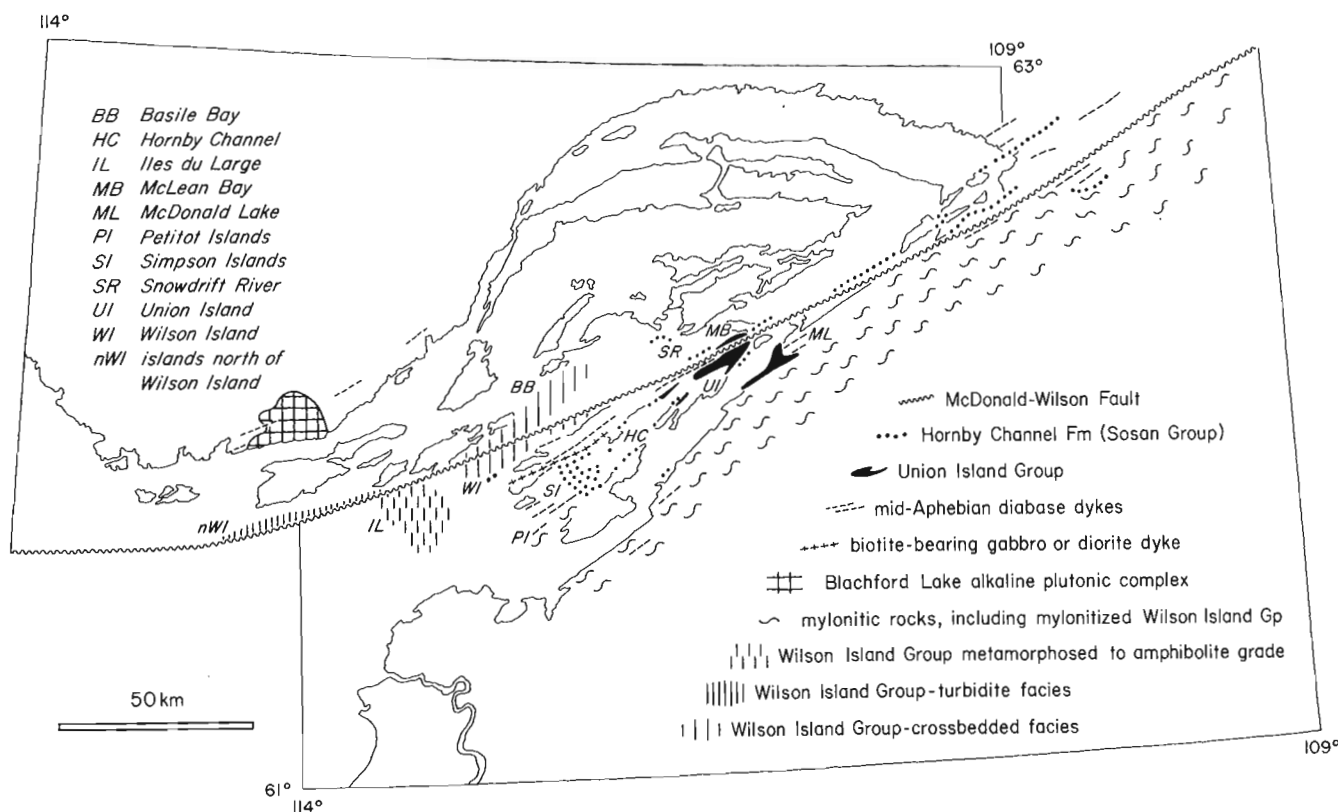 114°
109°
63°
BB Basile Bay
HC Hornby Channel
IL Iles du Large
MB McLean Bay
ML McDonald Lake
PI Petitot Islands
SI Simpson Islands
SR Snowdrift River
UI Union Island
WI Wilson Island
nWI islands north of
Wilson Island
MB
ML
SR
UI
BB
HC
WI
SI
IL
PI
nWI
McDonald-Wilson Fault
Hornby Channel Fm (Sosan Group)
Union Island Group
mid-Aphebian diabase dykes
biotite-bearing gabbro or diorite dyke
Blachford Lake alkaline plutonic complex
mylonitic rocks, including mylonitized Wilson Island Gp
Wilson Island Group metamorphosed to amphibolite grade
Wilson Island Group-turbidite facies
Wilson Island Group-crossbedded facies
50 km
61°
114°
109°